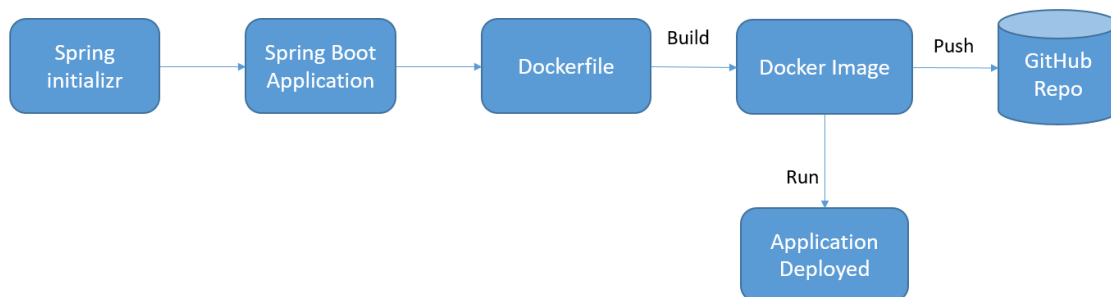 Spring
initializr
Spring Boot
Application
Dockerfile
Build
Docker Image
Push
GitHub
Repo
Run
Application
Deployed